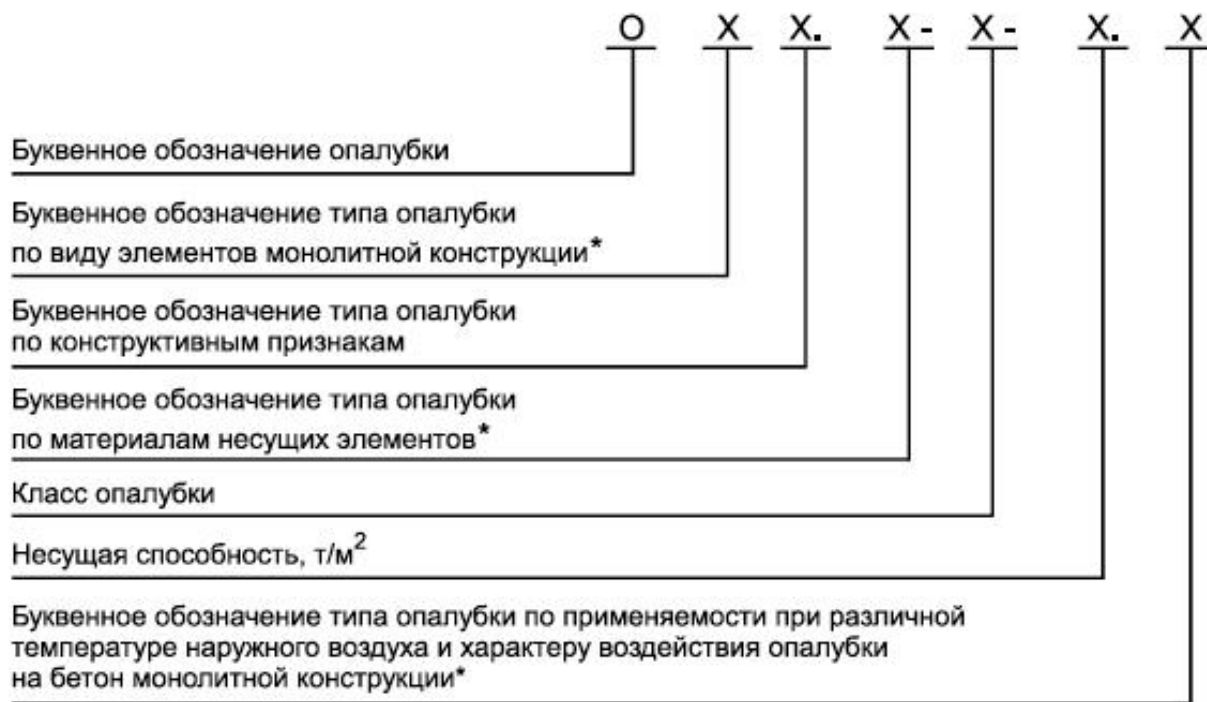 О Х Х. Х- Х- Х. Х
Буквенное обозначение опалубки
Буквенное обозначение типа опалубки
по виду элементов монолитной конструкции*
Буквенное обозначение типа опалубки
по конструктивным признакам
Буквенное обозначение типа опалубки
по материалам несущих элементов*
Класс опалубки
Несущая способность, т/м²
Буквенное обозначение типа опалубки по применяемости при различной
температуре наружного воздуха и характеру воздействия опалубки
на бетон монолитной конструкции*